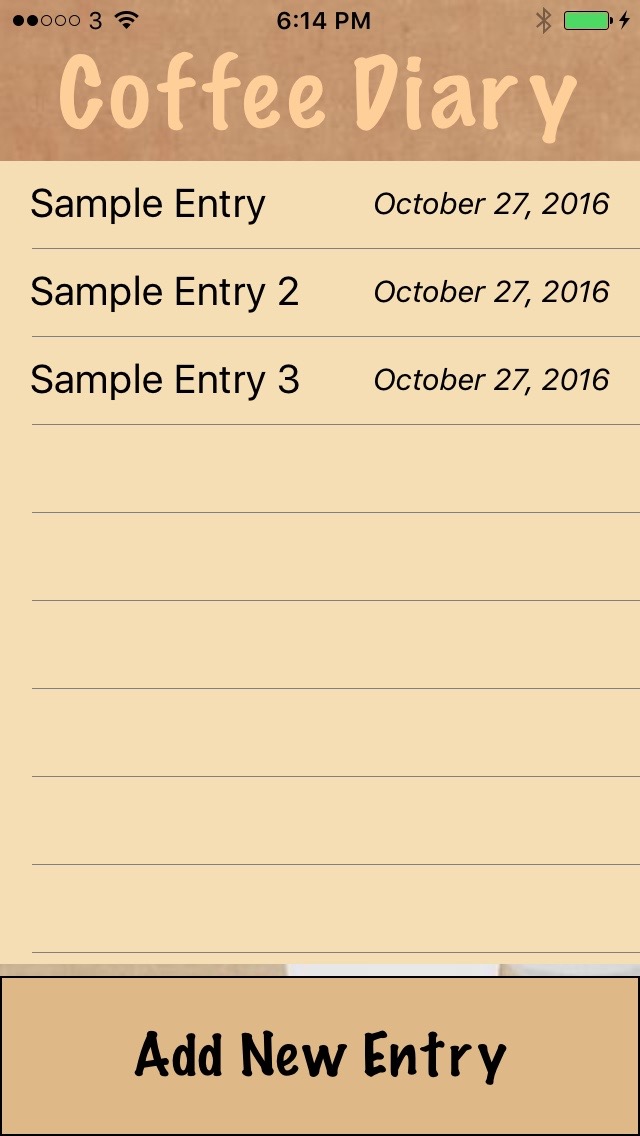 3 6:14 PM
Coffee Diary
Sample Entry October 27, 2016
Sample Entry 2 October 27, 2016
Sample Entry 3 October 27, 2016
Add New Entry